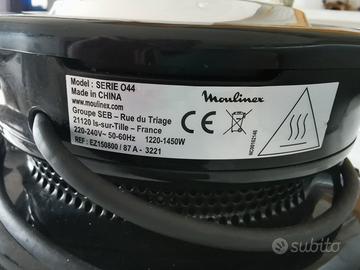 Model : SERIE O44
Made in CHINA
www.moulinex.com
Groupe SEB – Rue du Triage
21120 Is-sur-Tille – France
220-240V~ 50-60Hz 1220-1450W
REF : EZ150800 / 87 A - 3221
Moulinex
CE
subito